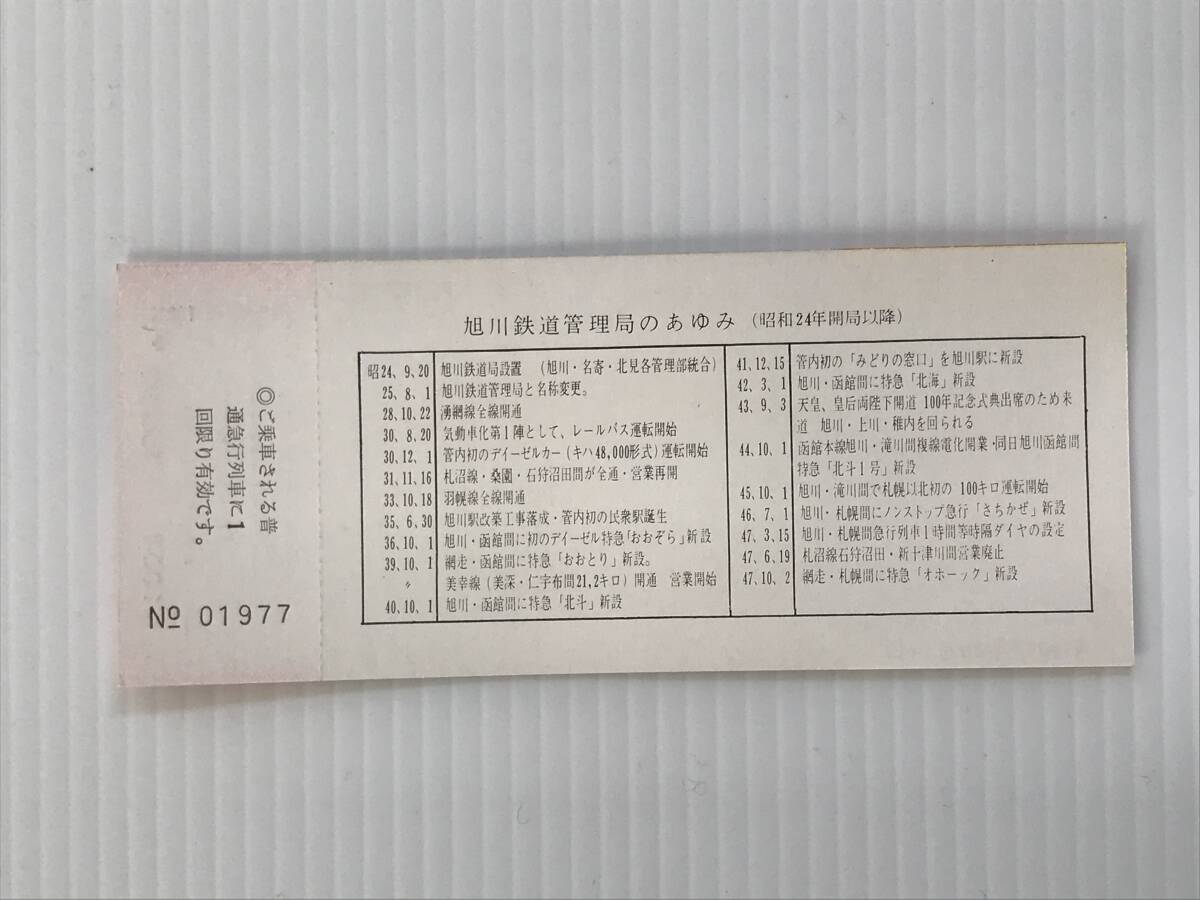 旭川鉄道管理局のあゆみ (昭和24年開局以降)
昭24、9、20 旭川鉄道局設置 (旭川・名寄・北見各管理部統合)
25、8、1 旭川鉄道管理局と名称変更。
28、10、22 湧網線全線開通
30、8、20 気動車化第1陣として、レールバス運転開始
30、12、1 管内初のデイーゼルカー(キハ48,000形式)運転開始
31、11、16 札沼線・桑園・石狩沼田間が全通・営業再開
33、10、18 羽幌線全線開通
35、6、30 旭川駅改築工事落成・管内初の民衆駅誕生
36、10、1 旭川・函館間に初のデイーゼル特急「おおぞら」新設
39、10、1 網走・函館間に特急「おおとり」新設。
〃 美幸線(美深・仁字布間21,2キロ)開通 営業開始
40、10、1 旭川・函館間に特急「北斗」新設
41、12、15 管内初の「みどりの窓口」を旭川駅に新設
42、3、1 旭川・函館間に特急「北海」新設
43、9、3 天皇、皇后両陛下開道 100年記念式典出席のため来
道 旭川・上川・稚内を回られる
44、10、1 函館本線旭川・滝川間複線電化開業・同日旭川函館間
特急「北斗1号」新設
45、10、1 旭川・滝川間で札幌以北初の 100キロ運転開始
46、7、1 旭川・札幌間にノンストップ急行「さちかぜ」新設
47、3、15 旭川・札幌間急行列車1時間等時隔ダイヤの設定
47、6、19 札沼線石狩沼田・新十津川間営業廃止
47、10、2 網走・札幌間に特急「オホーツク」新設
◎ご乗車される普
通急行列車に1
回限り有効です。
№ 01977